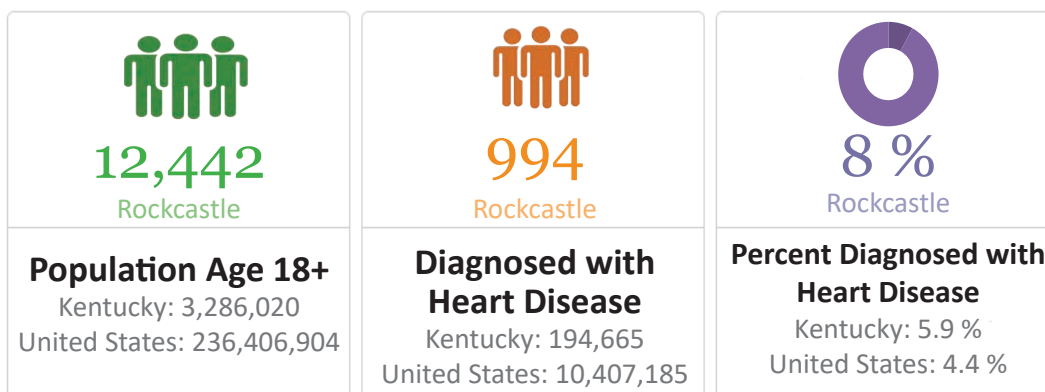 12,442
Rockcastle
Population Age 18+
Kentucky: 3,286,020
United States: 236,406,904
994
Rockcastle
Diagnosed with
Heart Disease
Kentucky: 194,665
United States: 10,407,185
8 %
Rockcastle
Percent Diagnosed with
Heart Disease
Kentucky: 5.9 %
United States: 4.4 %